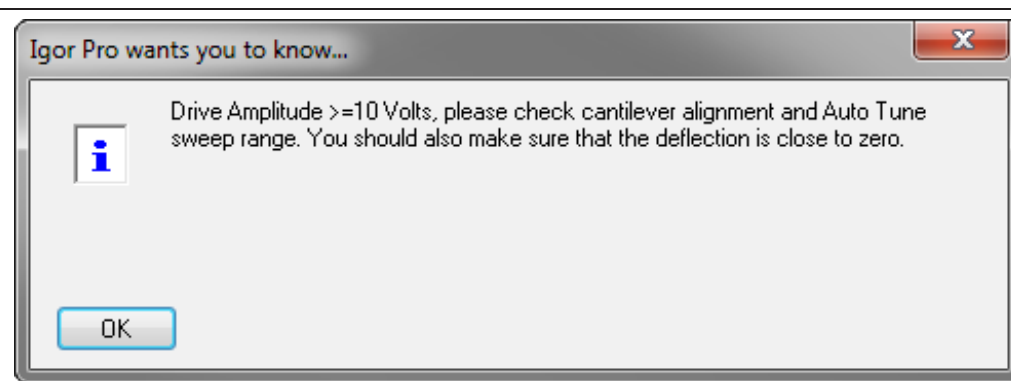 Igor Pro wants you to know...
Drive Amplitude >=10 Volts, please check cantilever alignment and Auto Tune
sweep range. You should also make sure that the deflection is close to zero.
OK